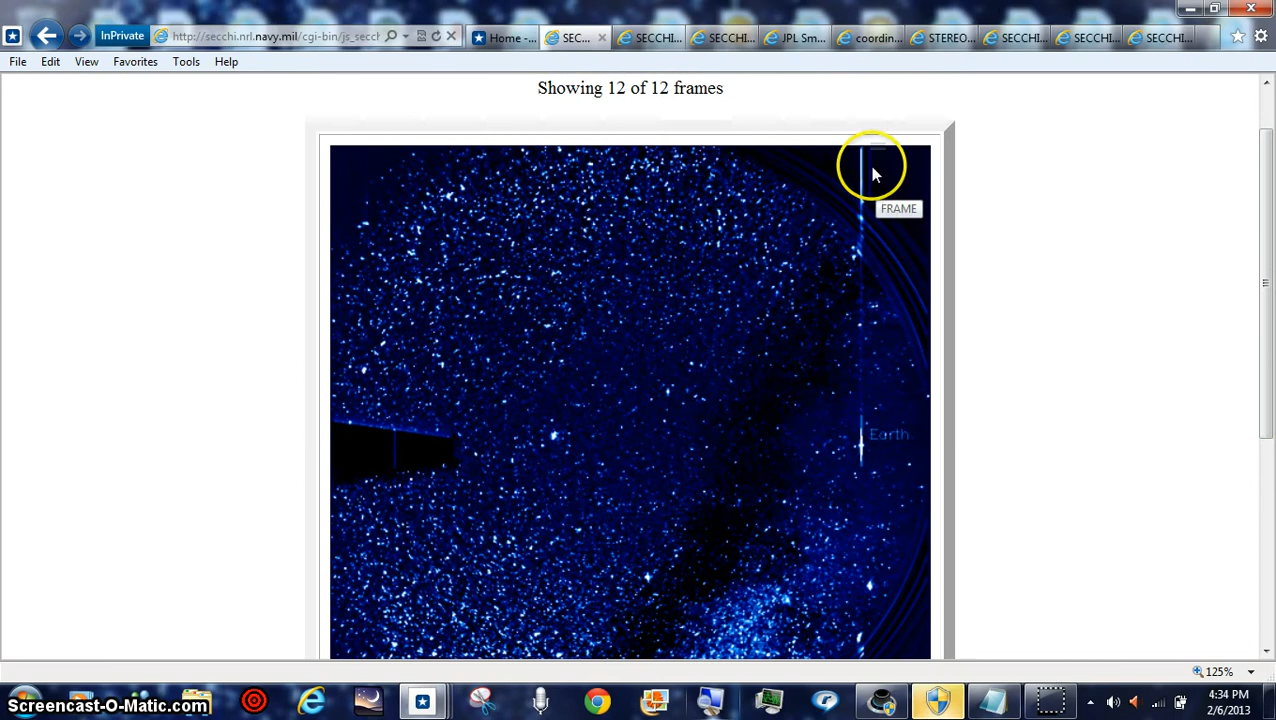 InPrivate
http://secchi.nrl.navy.mil/cgi-bin/js_secch
Home -...
SEC...
SECCHI...
SECCHI...
JPL Sm...
coordin...
STEREO...
SECCHI...
SECCHI...
SECCHI...
File Edit View Favorites Tools Help
Showing 12 of 12 frames
FRAME
Earth
125%
Screencast-O-Matic.com
4:34 PM
2/6/2013